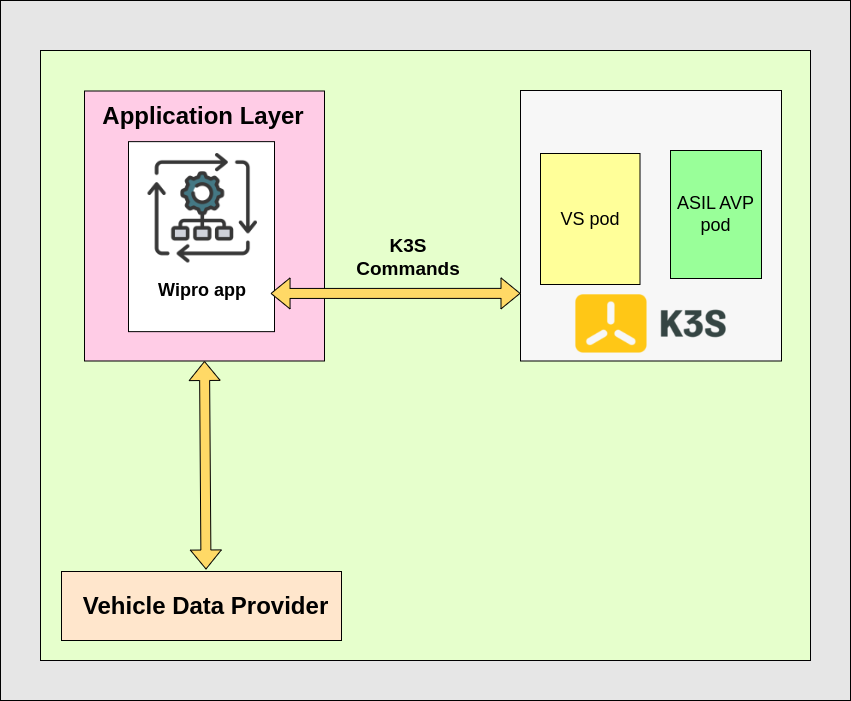 Application Layer
Wipro app
K3S
Commands
VS pod
ASIL AVP
pod
K3S
Vehicle Data Provider